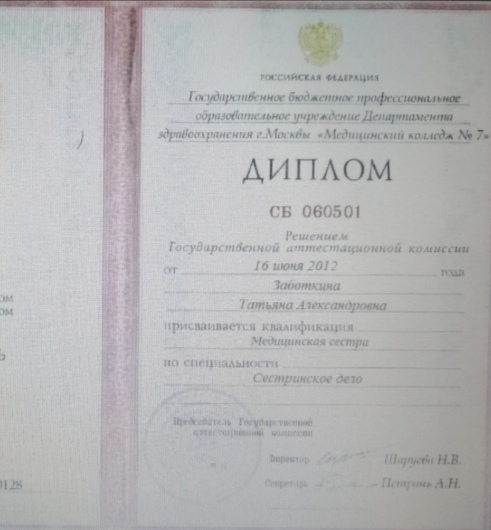 РОССИЙСКАЯ ФЕДЕРАЦИЯ
Государственное бюджетное профессиональное
образовательное учреждение Департамента
здравоохранения г.Москвы «Медицинский колледж № 7»
ДИПЛОМ
СБ 060501
Решением
Государственной аттестационной комиссии
от 16 июня 2012 года
Заботкина
Татьяна Александровна
присваивается квалификация
Медицинская сестра
по специальности
Сестринское дело
Председатель Государственной
аттестационной комиссии
Директор Шаруева Н.В.
Секретарь Петрань А.Н.
ом
ом
0128